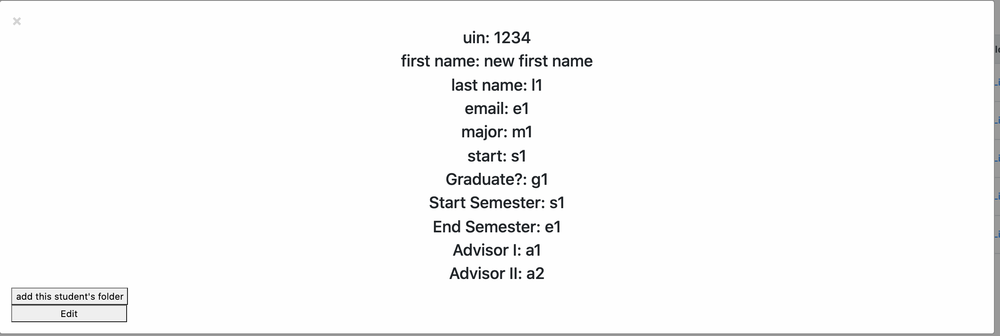 ×
uin: 1234
first name: new first name
last name: l1
email: e1
major: m1
start: s1
Graduate?: g1
Start Semester: s1
End Semester: e1
Advisor I: a1
Advisor II: a2
add this student's folder
Edit